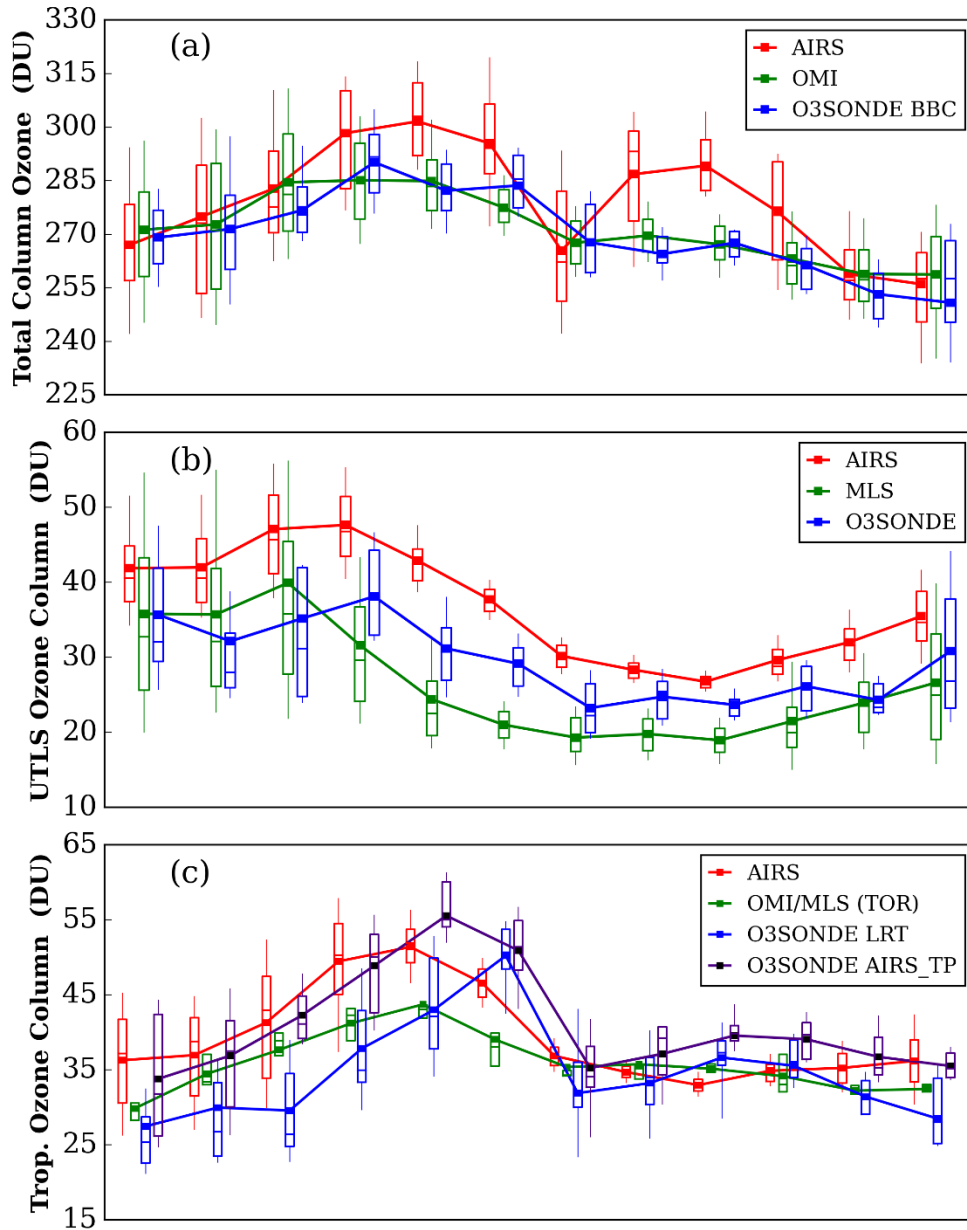 330
315
300
285
270
255
240
225
Total Column Ozone (DU)
(a)
AIRS
OMI
O3SONDE BBC
60
50
40
30
20
10
UTLS Ozone Column (DU)
(b)
AIRS
MLS
O3SONDE
65
55
45
35
25
15
Trop. Ozone Column (DU)
(c)
AIRS
OMI/MLS (TOR)
O3SONDE LRT
O3SONDE AIRS_TP